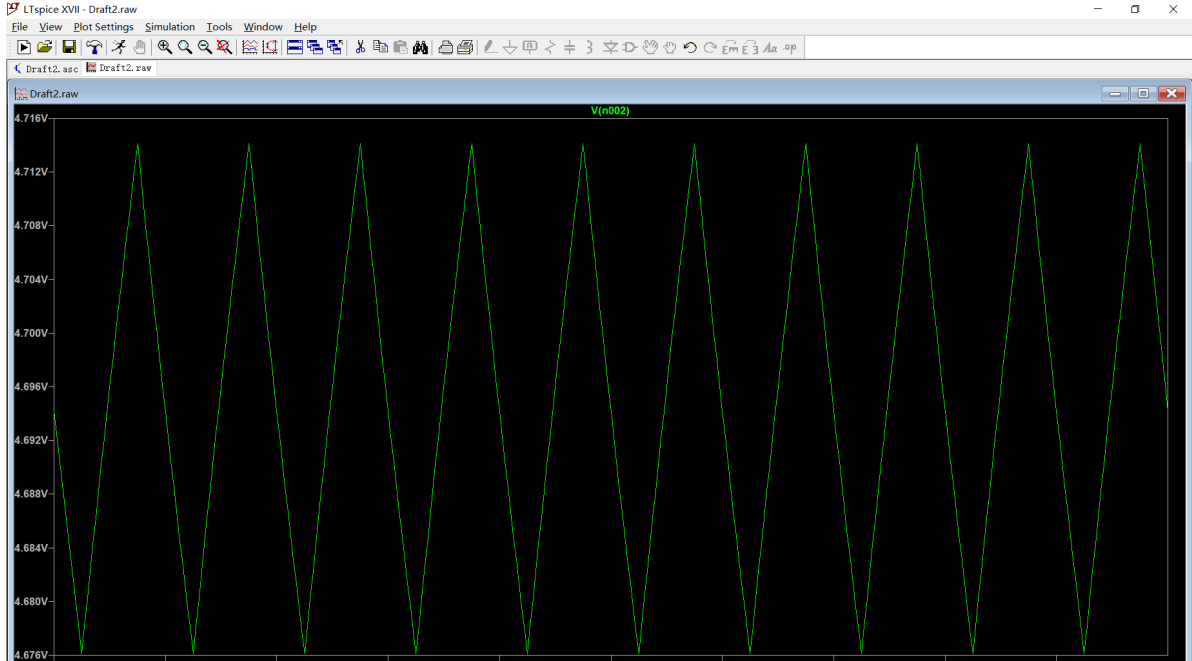 LTspice XVII - Draft2.raw
File View Plot Settings Simulation Tools Window Help
Aa .op
Draft2.asc Draft2.raw
Draft2.raw
V(n002)
4.716V
4.712V
4.708V
4.704V
4.700V
4.696V
4.692V
4.688V
4.684V
4.680V
4.676V